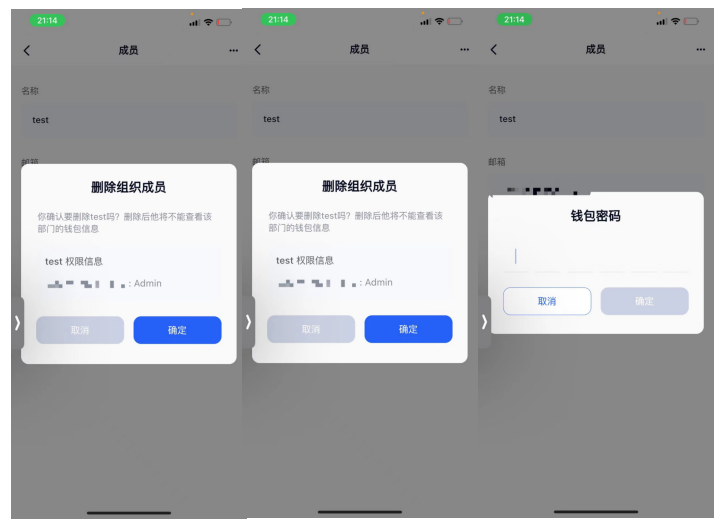 21:14
成员
名称
test
邮箱
删除组织成员
你确认要删除test吗？删除后他将不能查看该
部门的钱包信息
test 权限信息
: Admin
取消
确定
21:14
成员
名称
test
邮箱
删除组织成员
你确认要删除test吗？删除后他将不能查看该
部门的钱包信息
test 权限信息
: Admin
取消
确定
21:14
成员
名称
test
邮箱
钱包密码
取消
确定